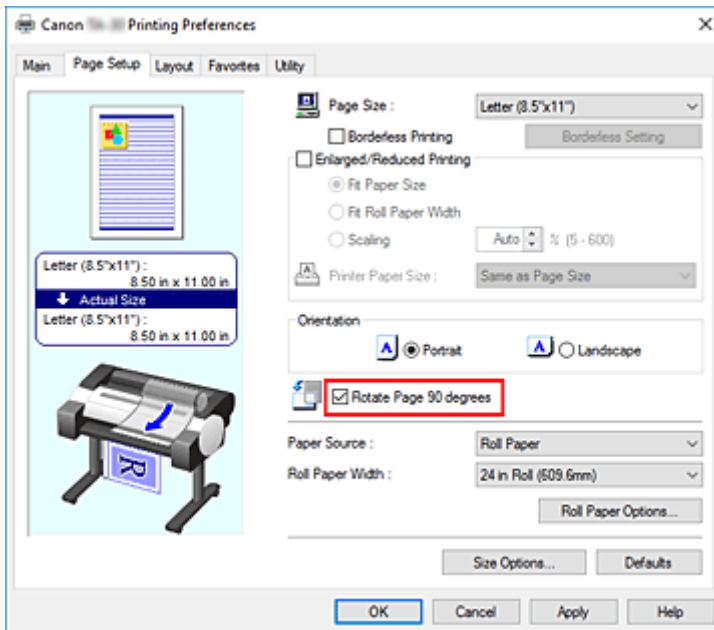 Canon Printing Preferences
Main Page Setup Layout Favorites Utility
Page Size : Letter (8.5"x11")
Borderless Printing Borderless Setting
Enlarged/Reduced Printing
Fit Paper Size
Fit Roll Paper Width
Scaling Auto % (5 - 600)
Printer Paper Size : Same as Page Size
Letter (8.5"x11") :
8.50 in x 11.00 in
Actual Size
Letter (8.5"x11") :
8.50 in x 11.00 in
Orientation
A Portrait A Landscape
Rotate Page 90 degrees
Paper Source : Roll Paper
Roll Paper Width : 24 in Roll (609.6mm)
Roll Paper Options...
R
Size Options... Defaults
OK Cancel Apply Help